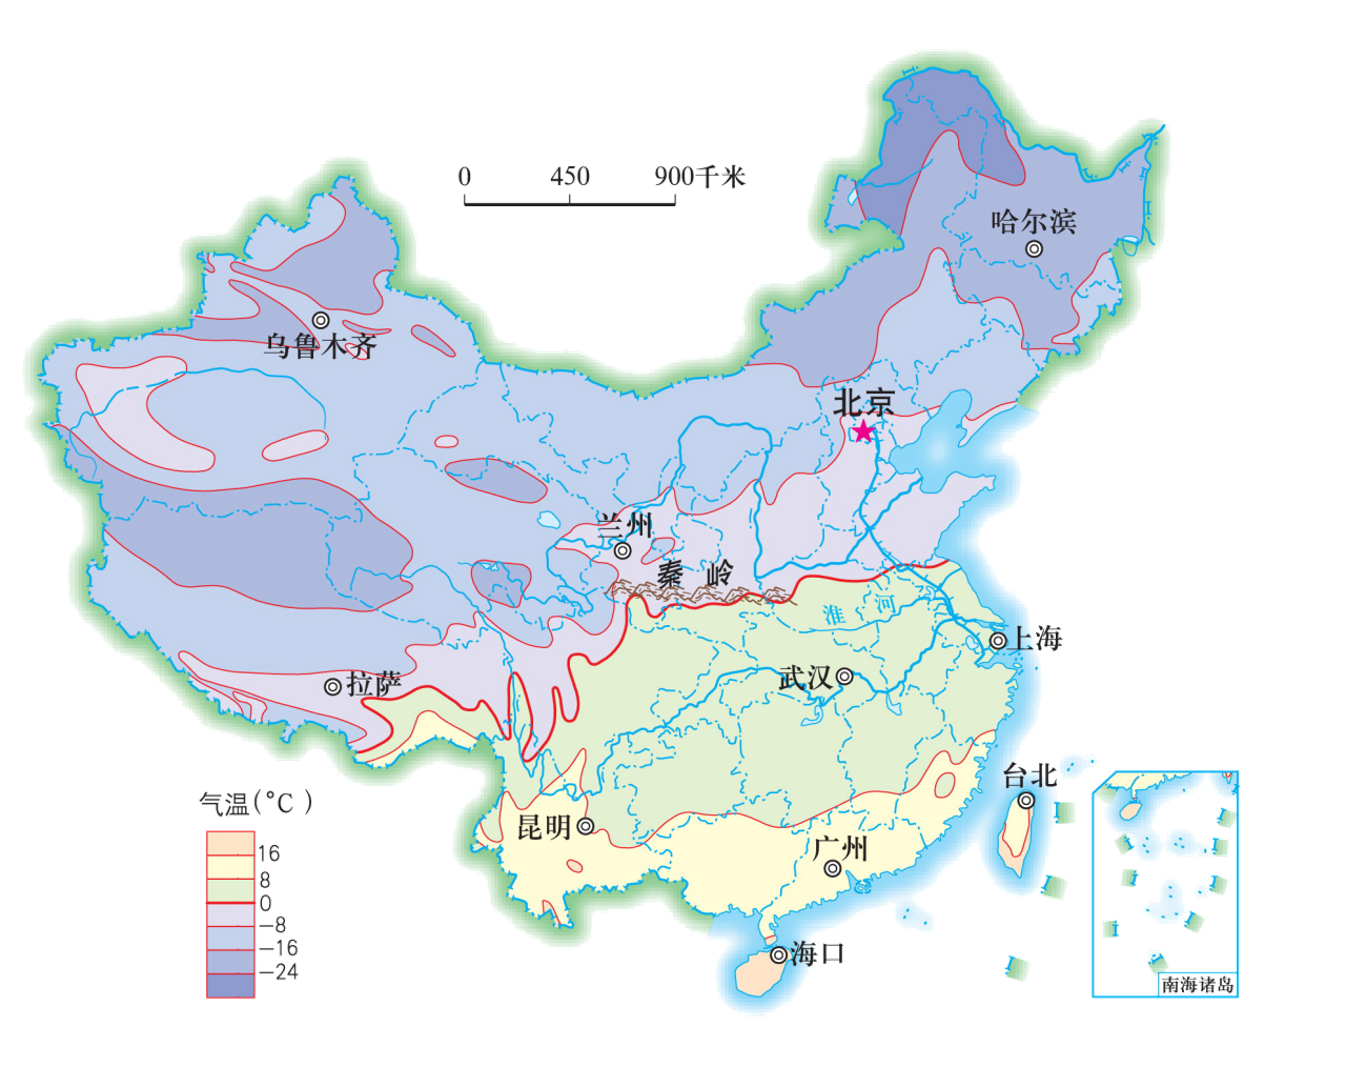 0 450 900千米
哈尔滨
乌鲁木齐
北京
兰州
秦岭
淮河
上海
拉萨
武汉
台北
气温(°C)
昆明
广州
16
8
0
−8
−16
−24
海口
南海诸岛